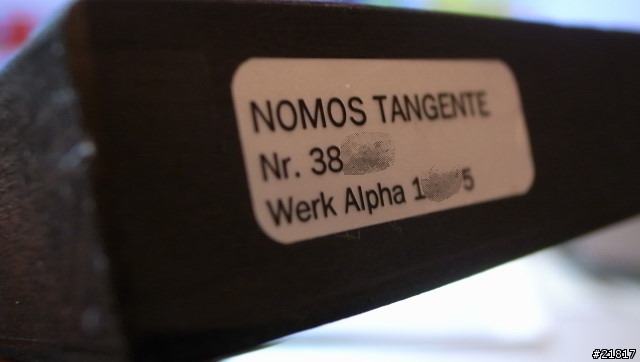 NOMOS TANGENTE
Nr. 38
Werk Alpha 1 5
#21817